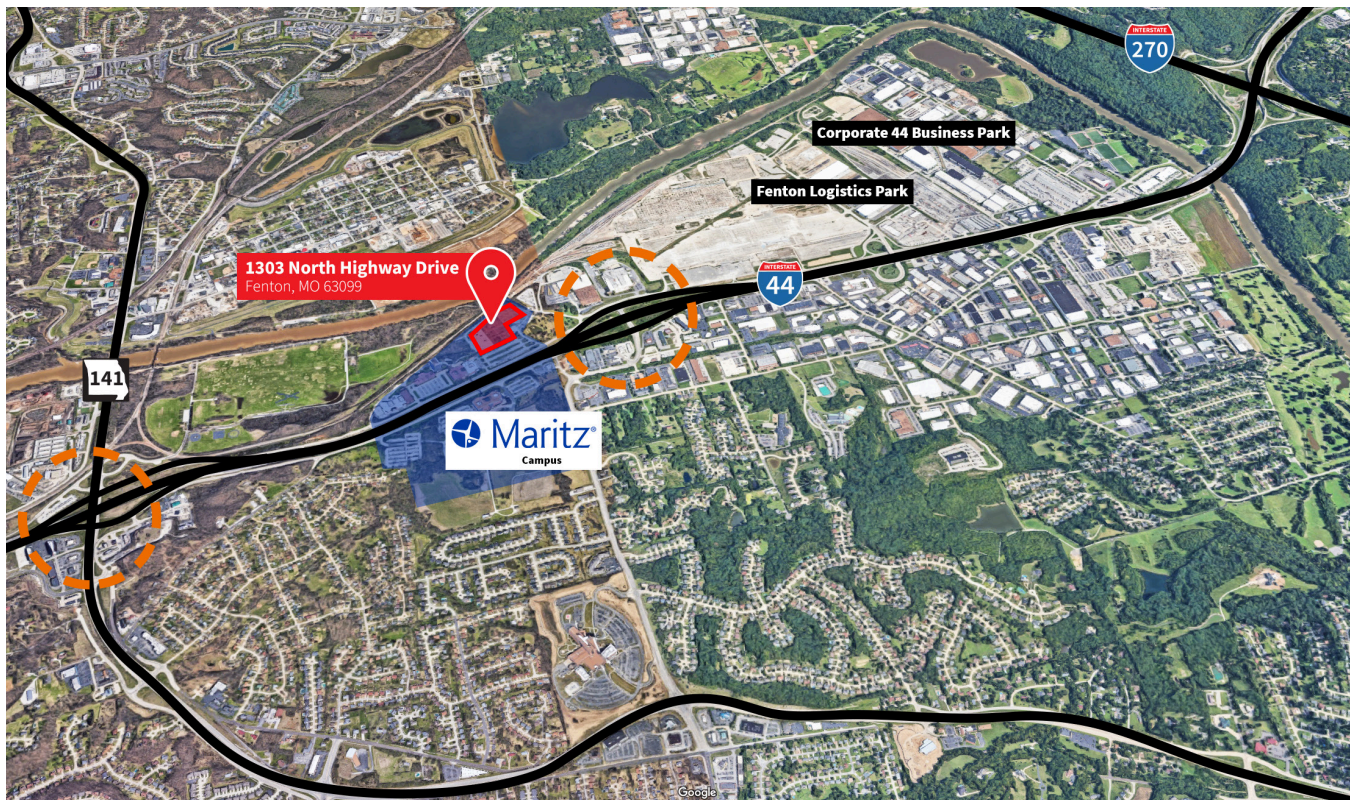 INTERSTATE
270
Corporate 44 Business Park
Fenton Logistics Park
1303 North Highway Drive
Fenton, MO 63099
INTERSTATE
44
141
Maritz®
Campus
Google